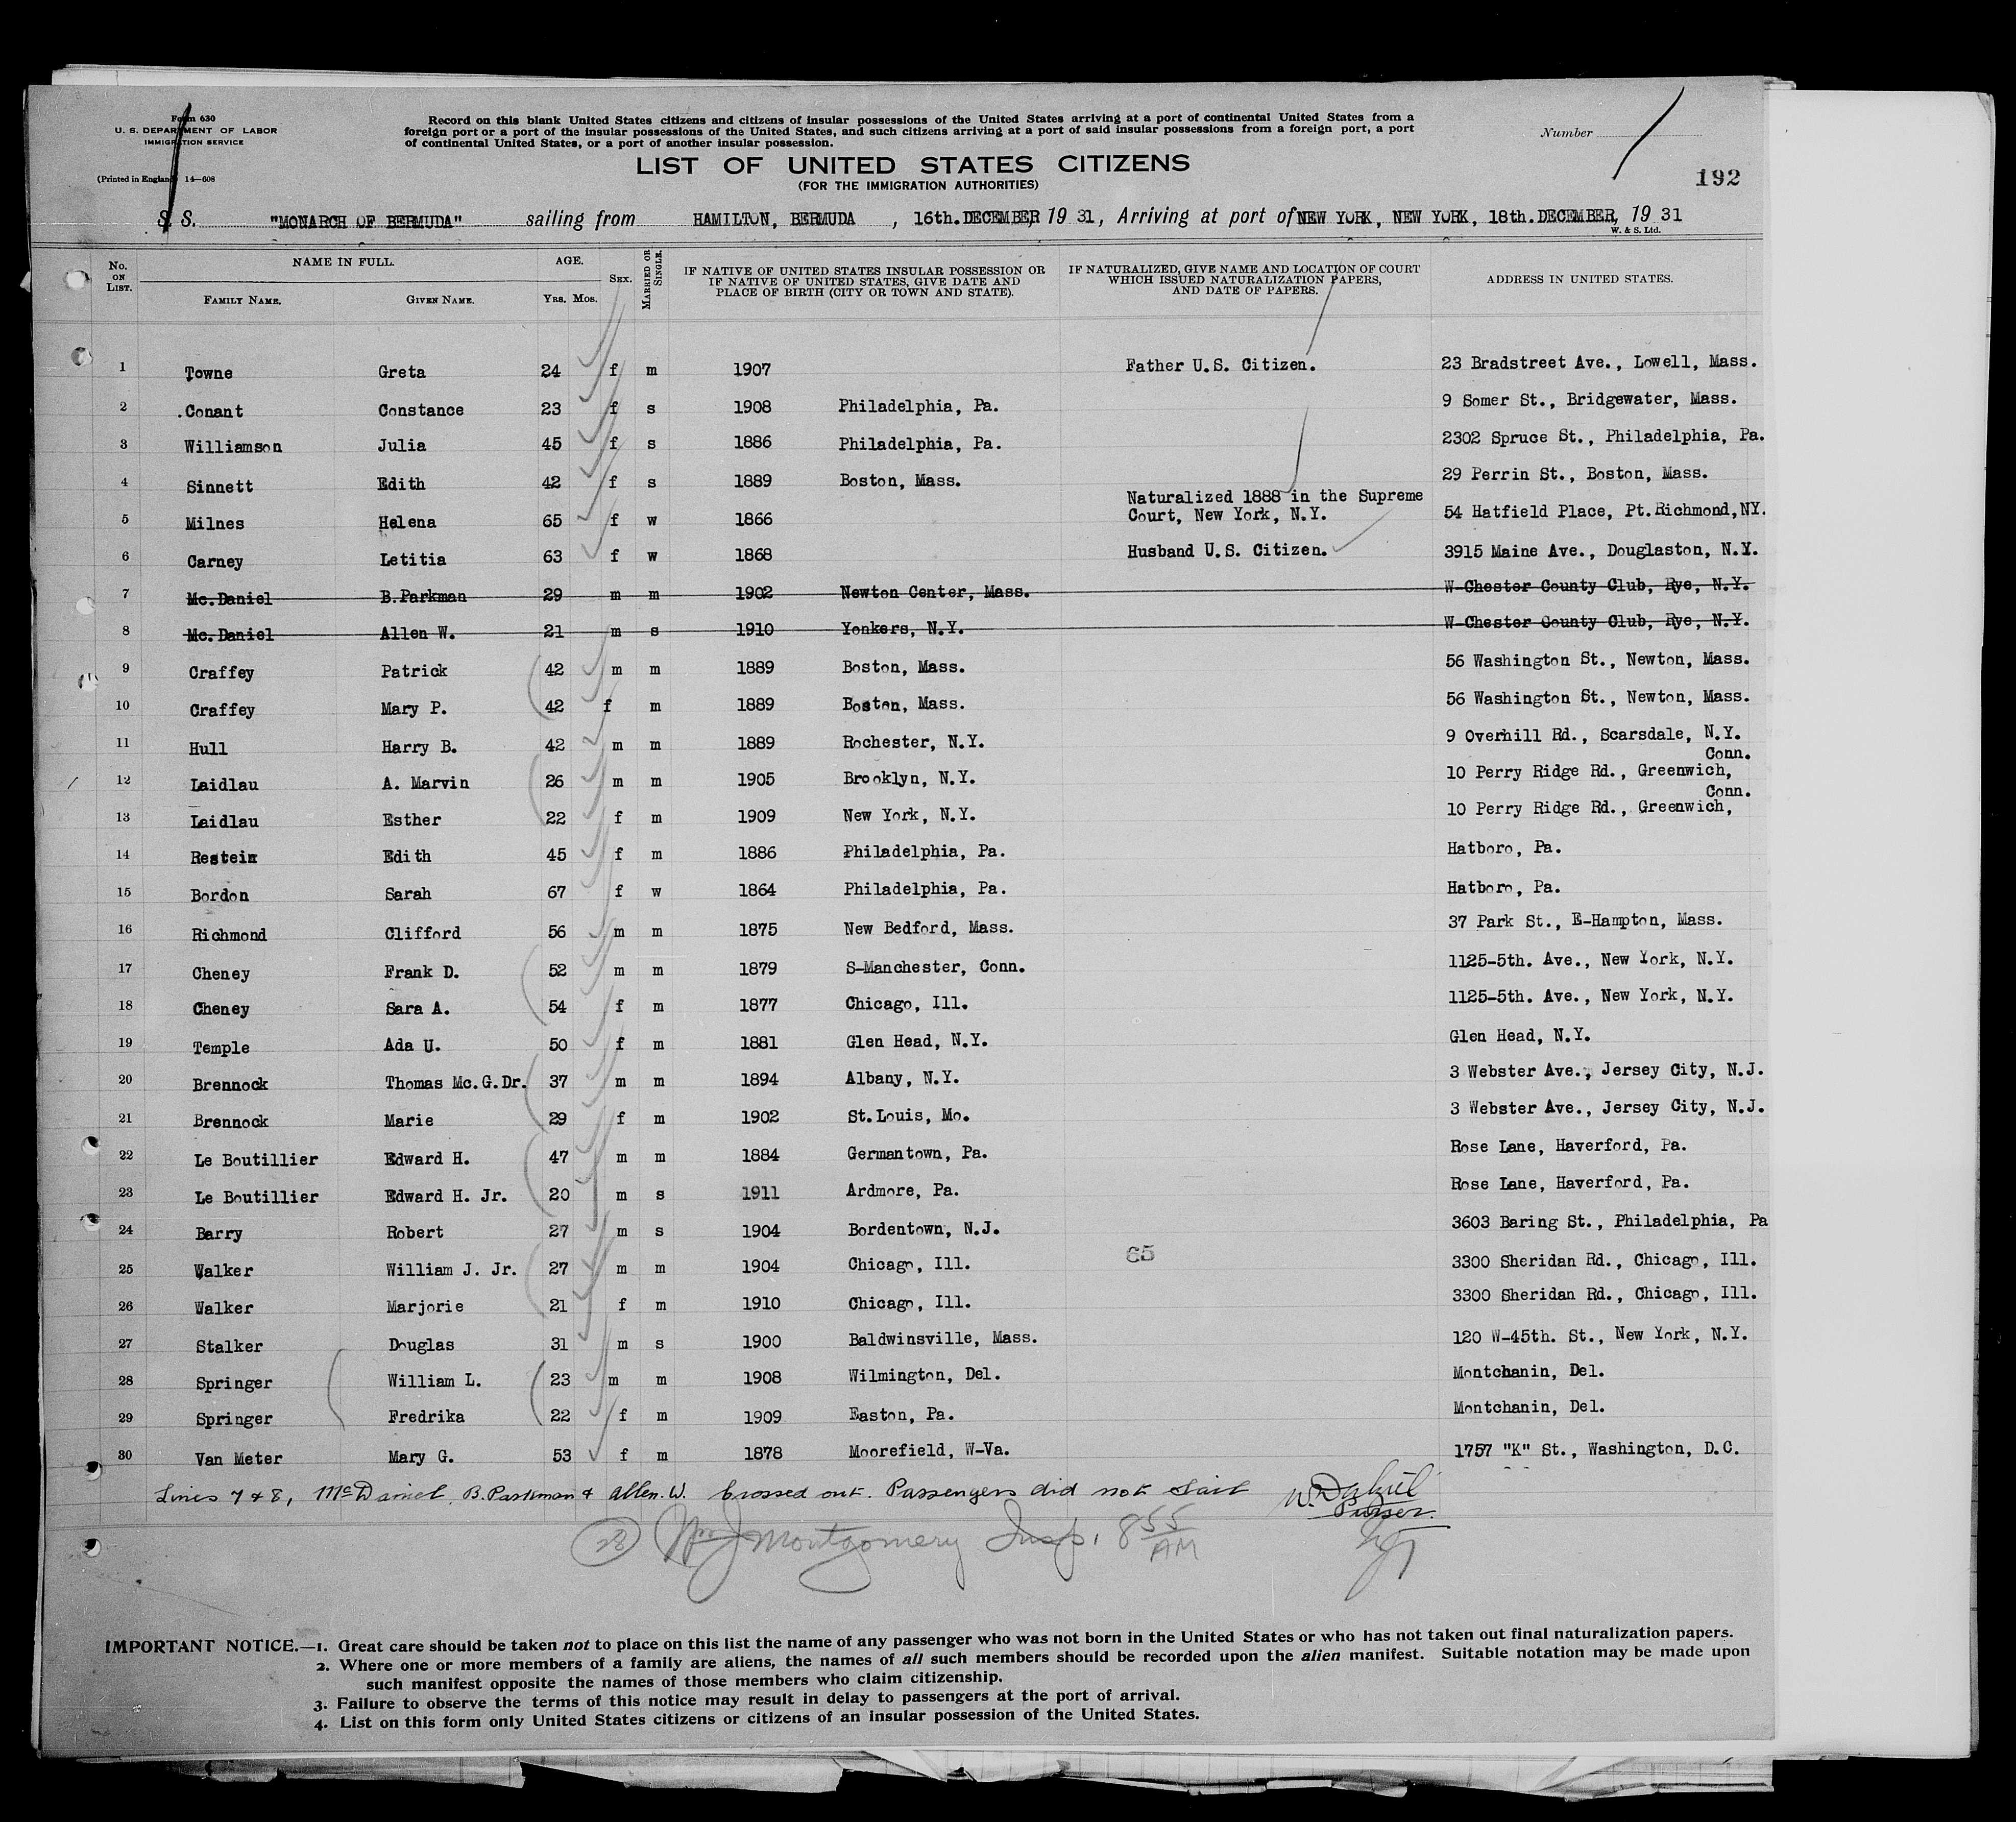 Form 630
U. S. DEPARTMENT OF LABOR
IMMIGRATION SERVICE
(Printed in England) 14—608
Record on this blank United States citizens and citizens of insular possessions of the United States arriving at a port of continental United States from a
foreign port or a port of the insular possessions of the United States, and such citizens arriving at a port of said insular possessions from a foreign port, a port
of continental United States, or a port of another insular possession.
Number
LIST OF UNITED STATES CITIZENS
(FOR THE IMMIGRATION AUTHORITIES)
192
S. S. "MONARCH OF BERMUDA" sailing from HAMILTON, BERMUDA, 16th. DECEMBER, 19 31, Arriving at port of NEW YORK, NEW YORK, 18th. DECEMBER, 19 31
W. & S. Ltd.
No. ON LIST. NAME IN FULL. FAMILY NAME. GIVEN NAME. AGE. YRS. MOS. SEX. MARRIED OR SINGLE. IF NATIVE OF UNITED STATES INSULAR POSSESSION OR IF NATIVE OF UNITED STATES, GIVE DATE AND PLACE OF BIRTH (CITY OR TOWN AND STATE). IF NATURALIZED, GIVE NAME AND LOCATION OF COURT WHICH ISSUED NATURALIZATION PAPERS, AND DATE OF PAPERS. ADDRESS IN UNITED STATES.
1 Towne Greta 24 f m 1907 Father U.S. Citizen. 23 Bradstreet Ave., Lowell, Mass.
2 .Conant Constance 23 f s 1908 Philadelphia, Pa. 9 Somer St., Bridgewater, Mass.
3 Williamson Julia 45 f s 1886 Philadelphia, Pa. 2302 Spruce St., Philadelphia, Pa.
4 Sinnett Edith 42 f s 1889 Boston, Mass. 29 Perrin St., Boston, Mass.
5 Milnes Helena 65 f w 1866 Naturalized 1888 in the Supreme Court, New York, N.Y. 54 Hatfield Place, Pt.Richmond,NY.
6 Carney Letitia 63 f w 1868 Husband U.S. Citizen. 3915 Maine Ave., Douglaston, N.Y.
7 Mc.Daniel B.Parkman 29 m m 1902 Newton Center, Mass. W-Chester County Club, Rye, N.Y.
8 Mc.Daniel Allen W. 21 m s 1910 Yonkers, N.Y. W-Chester County Club, Rye, N.Y.
9 Craffey Patrick 42 m m 1889 Boston, Mass. 56 Washington St., Newton, Mass.
10 Craffey Mary P. 42 f m 1889 Boston, Mass. 56 Washington St., Newton, Mass.
11 Hull Harry B. 42 m m 1889 Rochester, N.Y. 9 Overhill Rd., Scarsdale, N.Y.
12 Laidlau A. Marvin 26 m m 1905 Brooklyn, N.Y. 10 Perry Ridge Rd., Greenwich, Conn.
13 Laidlau Esther 22 f m 1909 New York, N.Y. 10 Perry Ridge Rd., Greenwich, Conn.
14 Restein Edith 45 f m 1886 Philadelphia, Pa. Hatboro, Pa.
15 Bordon Sarah 67 f w 1864 Philadelphia, Pa. Hatboro, Pa.
16 Richmond Clifford 56 m m 1875 New Bedford, Mass. 37 Park St., E-Hampton, Mass.
17 Cheney Frank D. 52 m m 1879 S-Manchester, Conn. 1125-5th. Ave., New York, N.Y.
18 Cheney Sara A. 54 f m 1877 Chicago, Ill. 1125-5th. Ave., New York, N.Y.
19 Temple Ada U. 50 f m 1881 Glen Head, N.Y. Glen Head, N.Y.
20 Brennock Thomas Mc.G.Dr. 37 m m 1894 Albany, N.Y. 3 Webster Ave., Jersey City, N.J.
21 Brennock Marie 29 f m 1902 St.Louis, Mo. 3 Webster Ave., Jersey City, N.J.
22 Le Boutillier Edward H. 47 m m 1884 Germantown, Pa. Rose Lane, Haverford, Pa.
23 Le Boutillier Edward H. Jr. 20 m s 1911 Ardmore, Pa. Rose Lane, Haverford, Pa.
24 Barry Robert 27 m s 1904 Bordentown, N.J. 3603 Baring St., Philadelphia, Pa
65
25 Walker William J. Jr. 27 m m 1904 Chicago, Ill. 3300 Sheridan Rd., Chicago, Ill.
26 Walker Marjorie 21 f m 1910 Chicago, Ill. 3300 Sheridan Rd., Chicago, Ill.
27 Stalker Douglas 31 m s 1900 Baldwinsville, Mass. 120 W-45th. St., New York, N.Y.
28 Springer William L. 23 m m 1908 Wilmington, Del. Montchanin, Del.
29 Springer Fredrika 22 f m 1909 Easton, Pa. Montchanin, Del.
30 Van Meter Mary G. 53 f m 1878 Moorefield, W-Va. 1757 "K" St., Washington, D.C.
Lines 7 & 8, McDaniel, B.Parkman & Allen. W. Crossed out. Passengers did not sail
Purser.
28 Wm J Montgomery Insp. 8 55 AM
IMPORTANT NOTICE.—1. Great care should be taken not to place on this list the name of any passenger who was not born in the United States or who has not taken out final naturalization papers.
2. Where one or more members of a family are aliens, the names of all such members should be recorded upon the alien manifest. Suitable notation may be made upon
such manifest opposite the names of those members who claim citizenship.
3. Failure to observe the terms of this notice may result in delay to passengers at the port of arrival.
4. List on this form only United States citizens or citizens of an insular possession of the United States.